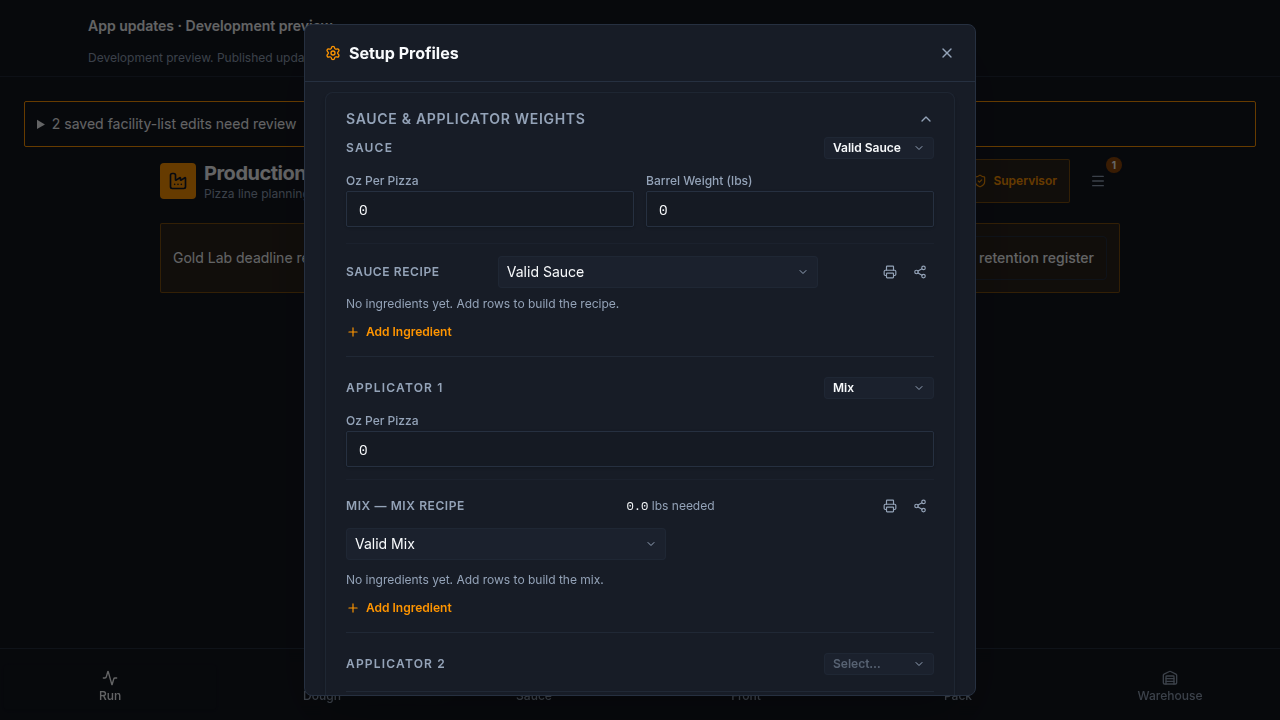 App updates · Development preview
Development preview. Published upda
2 saved facility-list edits need review
Production
Pizza line planning
Supervisor
1
Gold Lab deadline re
retention register
Setup Profiles
SAUCE & APPLICATOR WEIGHTS
SAUCE
Valid Sauce
Oz Per Pizza
Barrel Weight (lbs)
0
0
SAUCE RECIPE
Valid Sauce
No ingredients yet. Add rows to build the recipe.
Add Ingredient
APPLICATOR 1
Mix
Oz Per Pizza
0
MIX — MIX RECIPE
0.0 lbs needed
Valid Mix
No ingredients yet. Add rows to build the mix.
Add Ingredient
APPLICATOR 2
Select...
Run
Dough
Sauce
Front
Pack
Warehouse